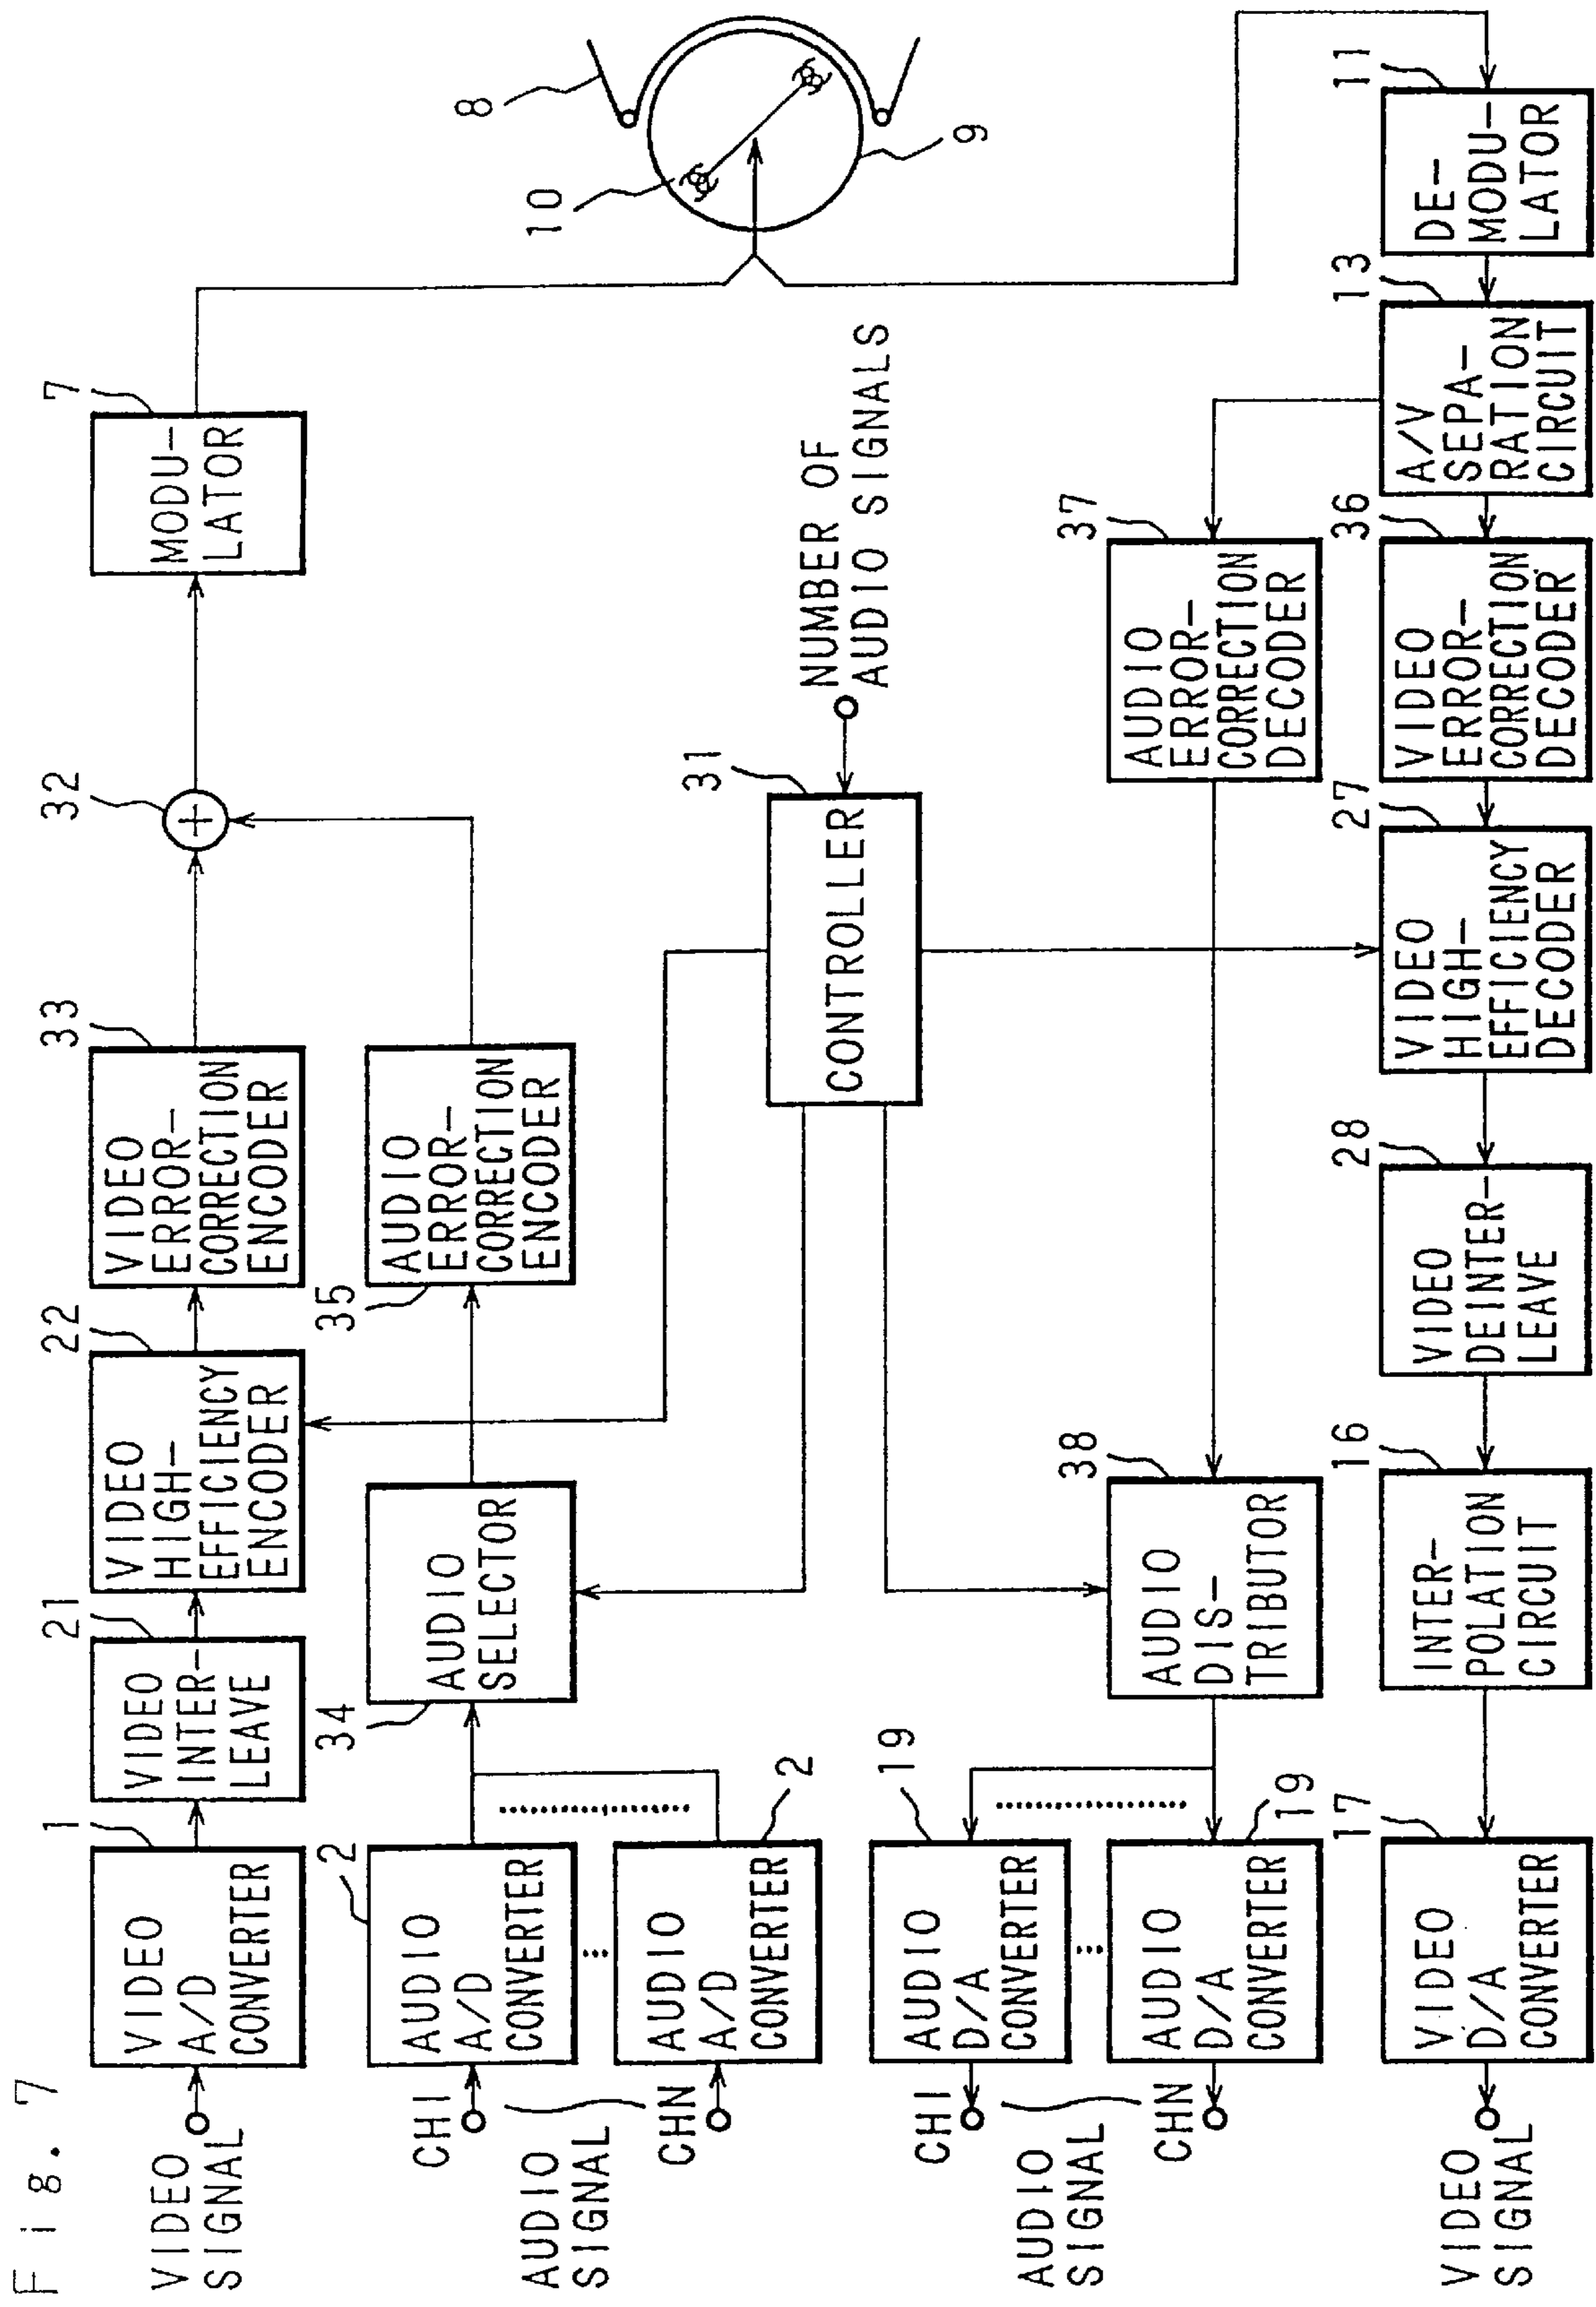 Fig. 7
VIDEO
SIGNAL
1
VIDEO
A/D
CONVERTER
21
VIDEO
INTER-
LEAVE
22
VIDEO
HIGH-
EFFICIENCY
ENCODER
33
VIDEO
ERROR-
CORRECTION
ENCODER
32
+
7
MODU-
LATOR
AUDIO
SIGNAL
CH1
CHN
2
AUDIO
A/D
CONVERTER
2
AUDIO
A/D
CONVERTER
34
AUDIO
SELECTOR
35
AUDIO
ERROR-
CORRECTION
ENCODER
31
CONTROLLER
NUMBER OF
AUDIO SIGNALS
8
10
9
AUDIO
SIGNAL
CH1
CHN
19
AUDIO
D/A
CONVERTER
19
AUDIO
D/A
CONVERTER
38
AUDIO
DIS-
TRIBUTOR
37
AUDIO
ERROR-
CORRECTION
DECODER
VIDEO
SIGNAL
17
VIDEO
D/A
CONVERTER
16
INTER-
POLATION
CIRCUIT
28
VIDEO
DEINTER-
LEAVE
27
VIDEO
HIGH-
EFFICIENCY
DECODER
36
VIDEO
ERROR-
CORRECTION
DECODER
13
A/V
SEPA-
RATION
CIRCUIT
11
DE-
MODU-
LATOR